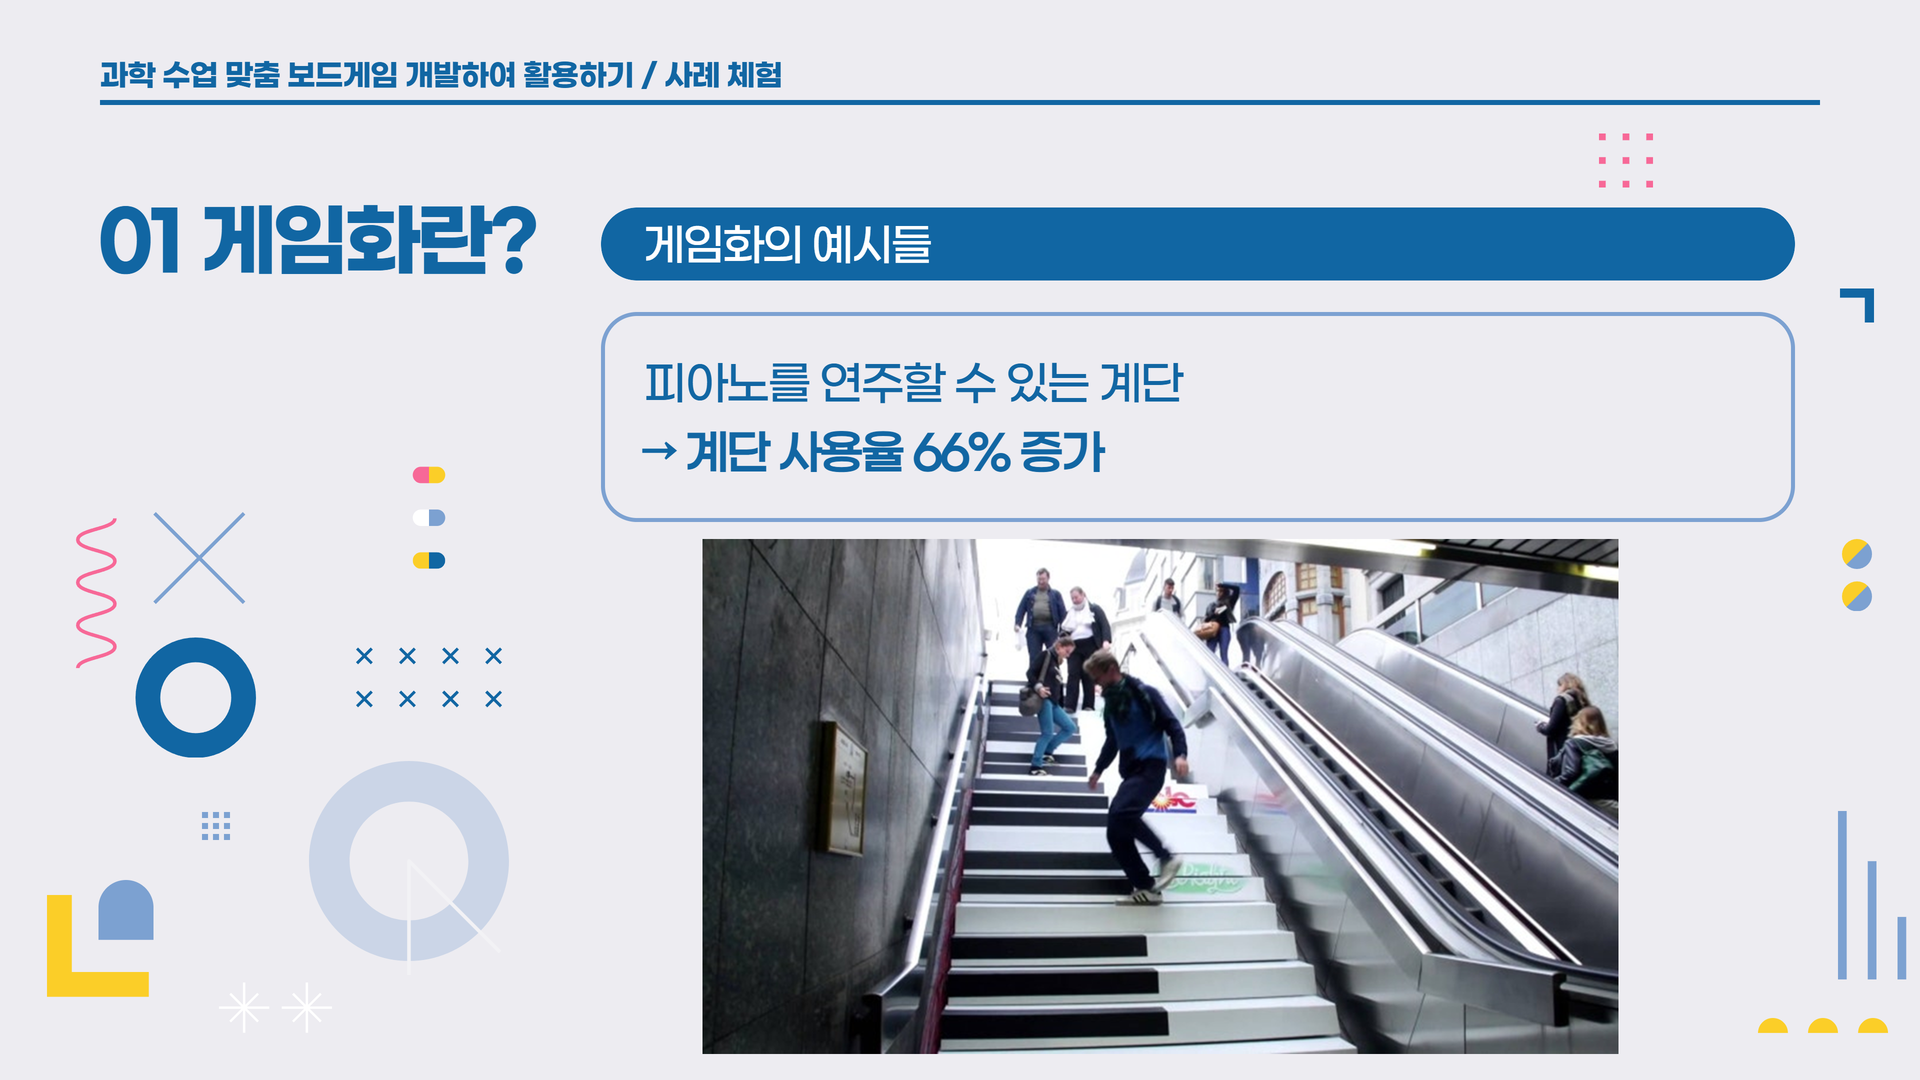 과학 수업 맞춤 보드게임 개발하여 활용하기 / 사례 체험
01 게임화란?
게임화의 예시들
피아노를 연주할 수 있는 계단
→ 계단 사용율 66% 증가